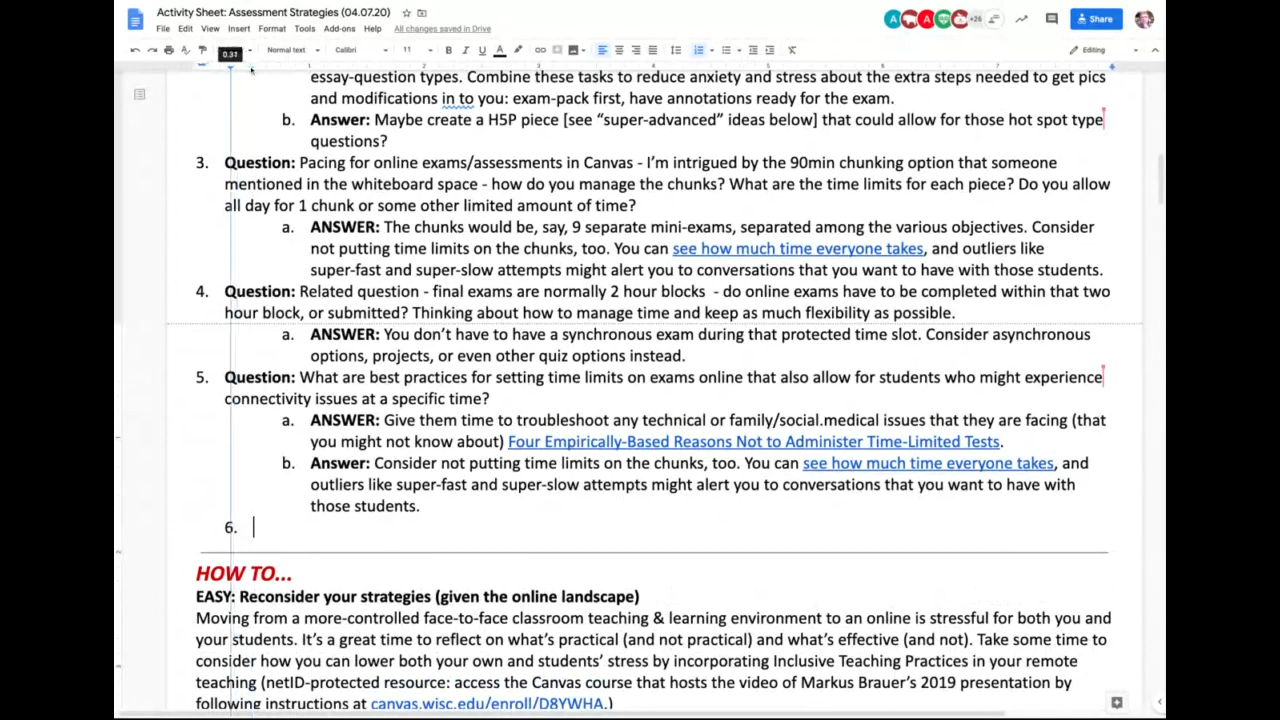 Activity Sheet: Assessment Strategies (04.07.20)
File Edit View Insert Format Tools Add-ons Help All changes saved in Drive
A A +26 Share
Normal text Calibri 11 B I U A Editing
0.31
1 2 3 4 5 6 7
essay-question types. Combine these tasks to reduce anxiety and stress about the extra steps needed to get pics
and modifications in to you: exam-pack first, have annotations ready for the exam.
b. Answer: Maybe create a H5P piece [see “super-advanced” ideas below] that could allow for those hot spot type
questions?
3. Question: Pacing for online exams/assessments in Canvas - I’m intrigued by the 90min chunking option that someone
mentioned in the whiteboard space - how do you manage the chunks? What are the time limits for each piece? Do you allow
all day for 1 chunk or some other limited amount of time?
a. ANSWER: The chunks would be, say, 9 separate mini-exams, separated among the various objectives. Consider
not putting time limits on the chunks, too. You can see how much time everyone takes, and outliers like
super-fast and super-slow attempts might alert you to conversations that you want to have with those students.
4. Question: Related question - final exams are normally 2 hour blocks - do online exams have to be completed within that two
hour block, or submitted? Thinking about how to manage time and keep as much flexibility as possible.
a. ANSWER: You don’t have to have a synchronous exam during that protected time slot. Consider asynchronous
options, projects, or even other quiz options instead.
5. Question: What are best practices for setting time limits on exams online that also allow for students who might experience
connectivity issues at a specific time?
a. ANSWER: Give them time to troubleshoot any technical or family/social.medical issues that they are facing (that
you might not know about) Four Empirically-Based Reasons Not to Administer Time-Limited Tests.
b. Answer: Consider not putting time limits on the chunks, too. You can see how much time everyone takes, and
outliers like super-fast and super-slow attempts might alert you to conversations that you want to have with
those students.
6.
HOW TO...
EASY: Reconsider your strategies (given the online landscape)
Moving from a more-controlled face-to-face classroom teaching & learning environment to an online is stressful for both you and
your students. It’s a great time to reflect on what’s practical (and not practical) and what’s effective (and not). Take some time to
consider how you can lower both your own and students’ stress by incorporating Inclusive Teaching Practices in your remote
teaching (netID-protected resource: access the Canvas course that hosts the video of Markus Brauer’s 2019 presentation by
following instructions at canvas.wisc.edu/enroll/D8YWHA.)